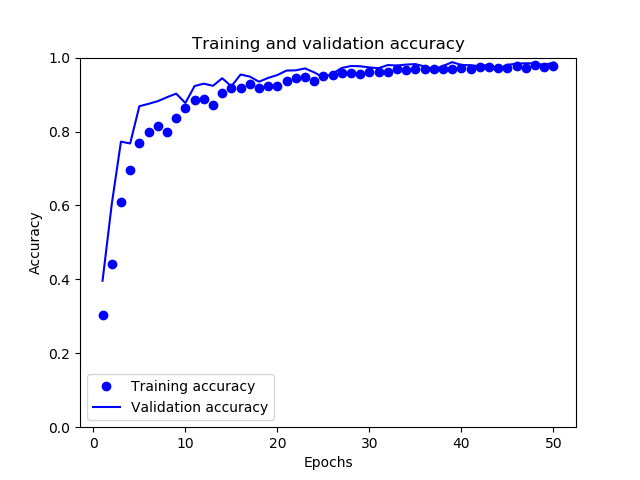 Training and validation accuracy
1.0
0.8
0.6
0.4
0.2
0.0
Accuracy
Training accuracy
Validation accuracy
0 10 20 30 40 50
Epochs